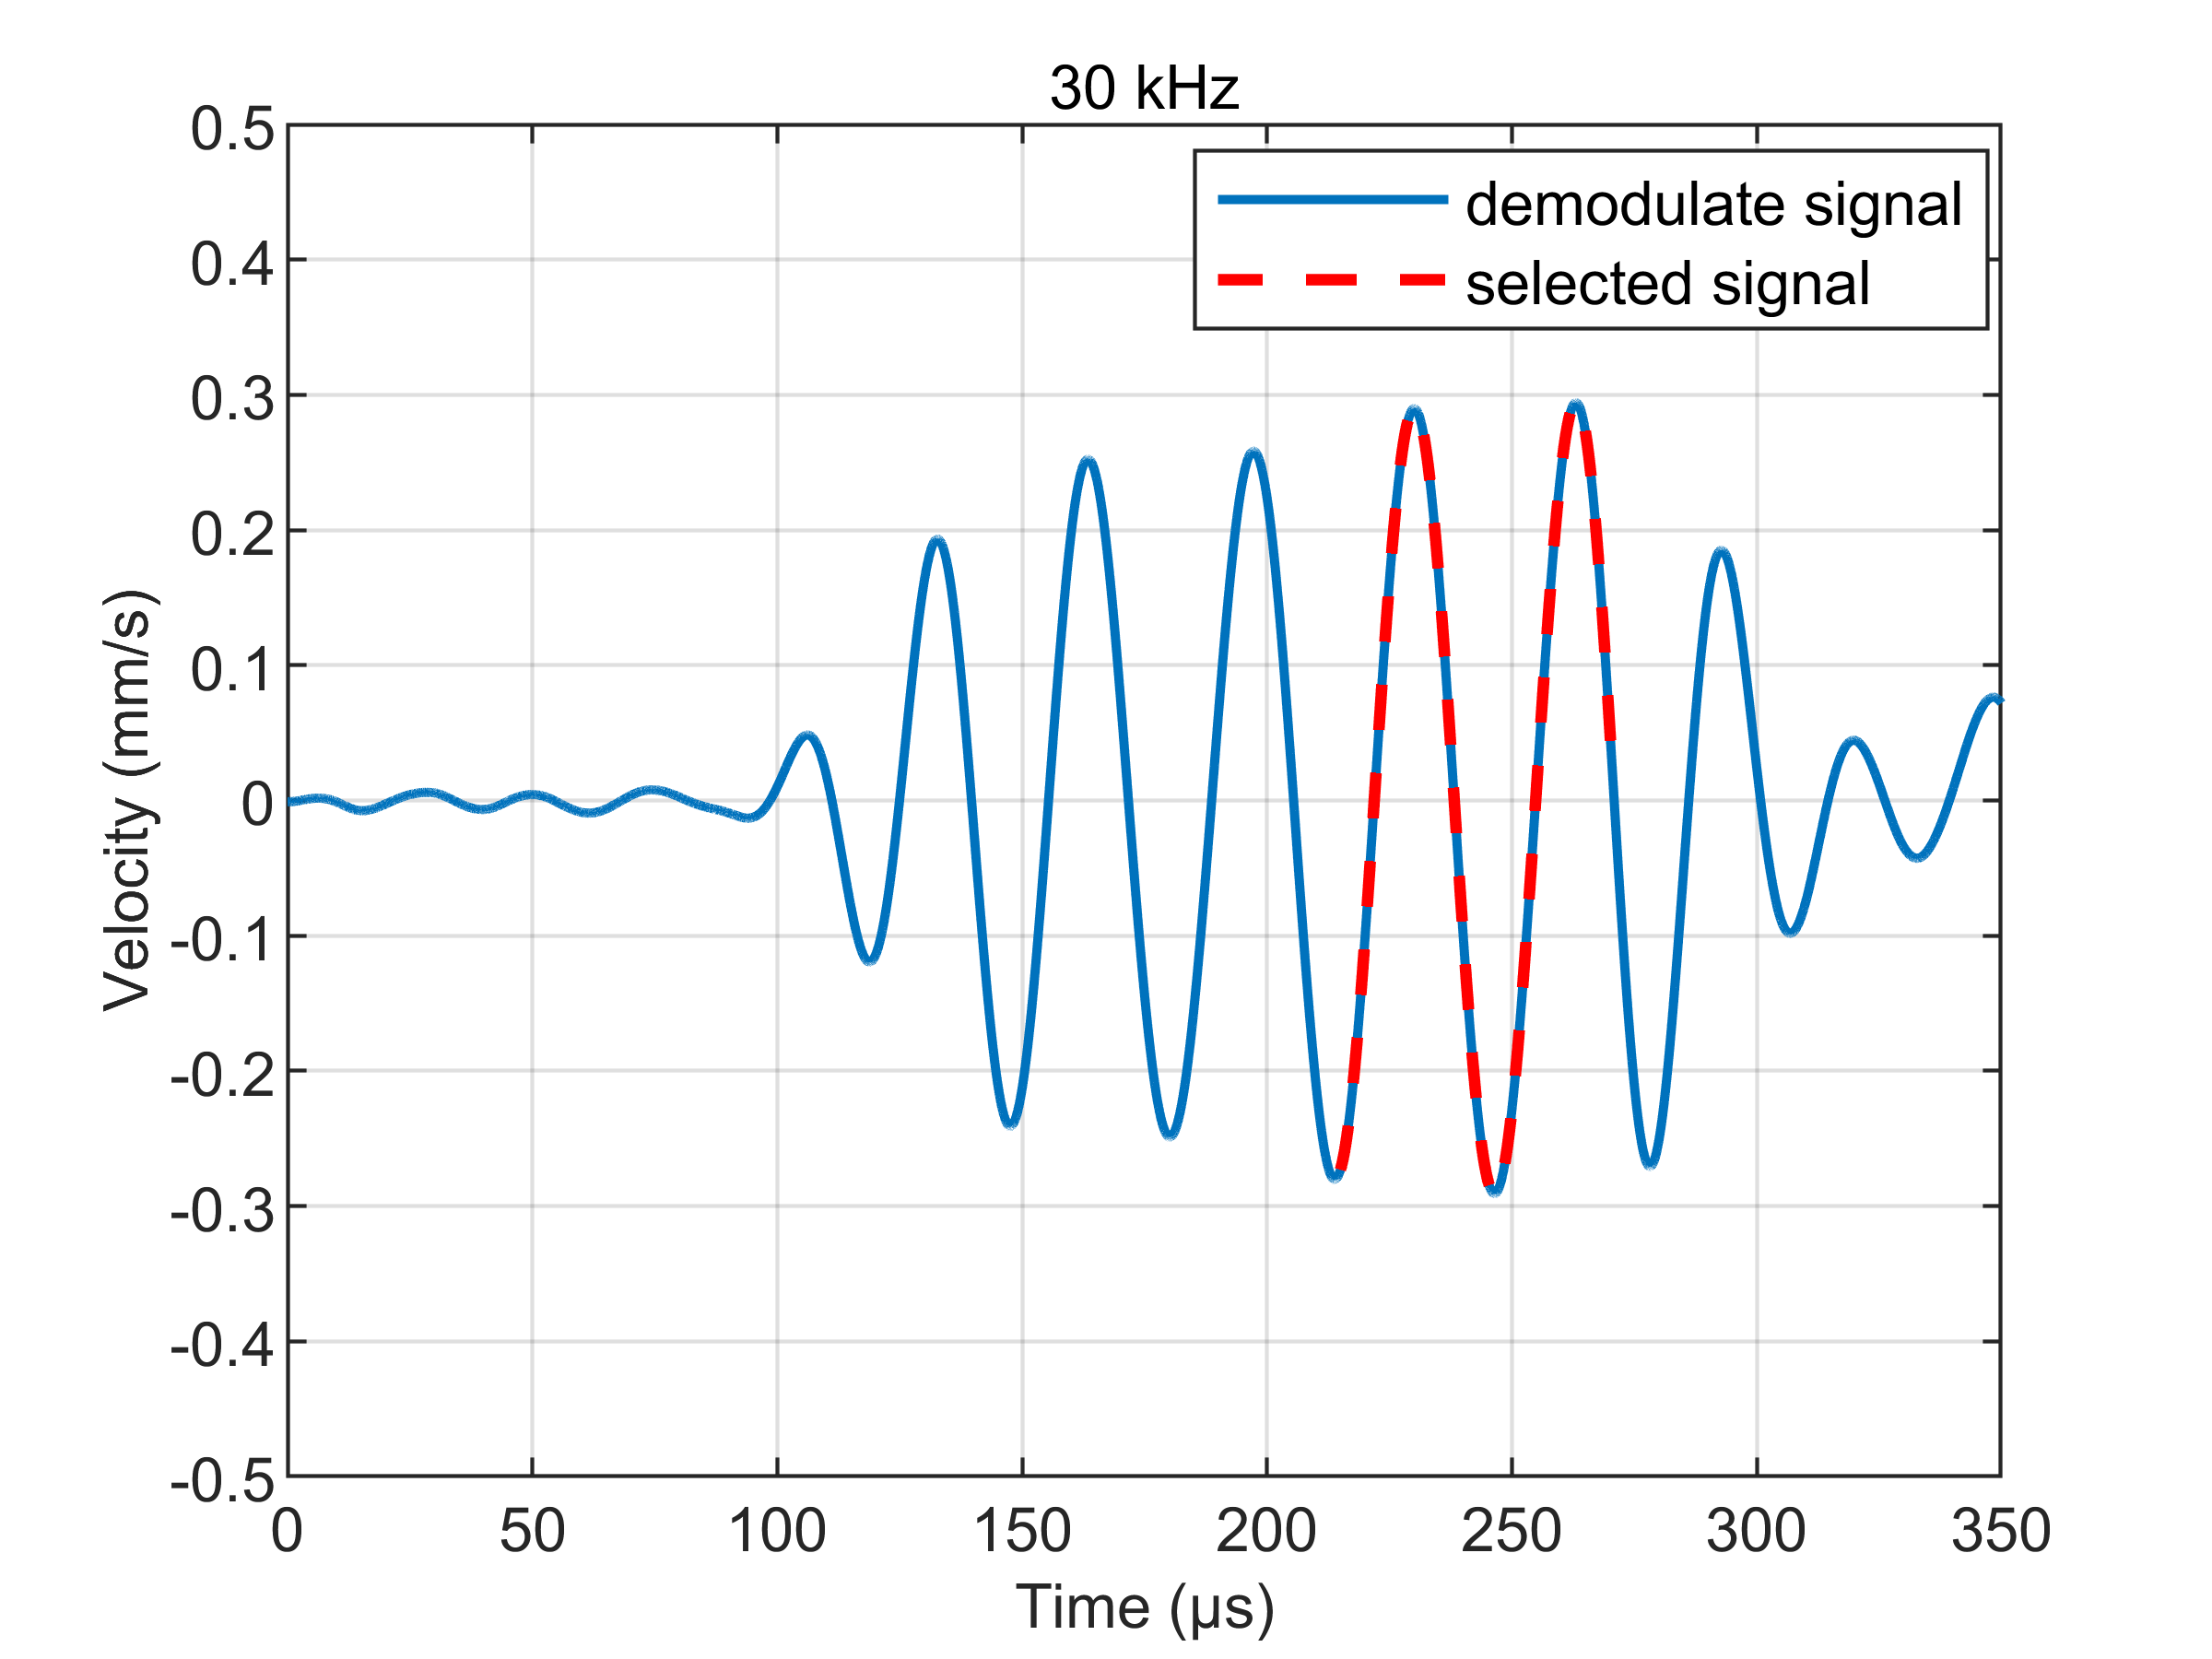 30 kHz
0.5
0.4
0.3
0.2
0.1
0
-0.1
-0.2
-0.3
-0.4
-0.5
Velocity (mm/s)
demodulate signal
selected signal
0 50 100 150 200 250 300 350
Time (µs)